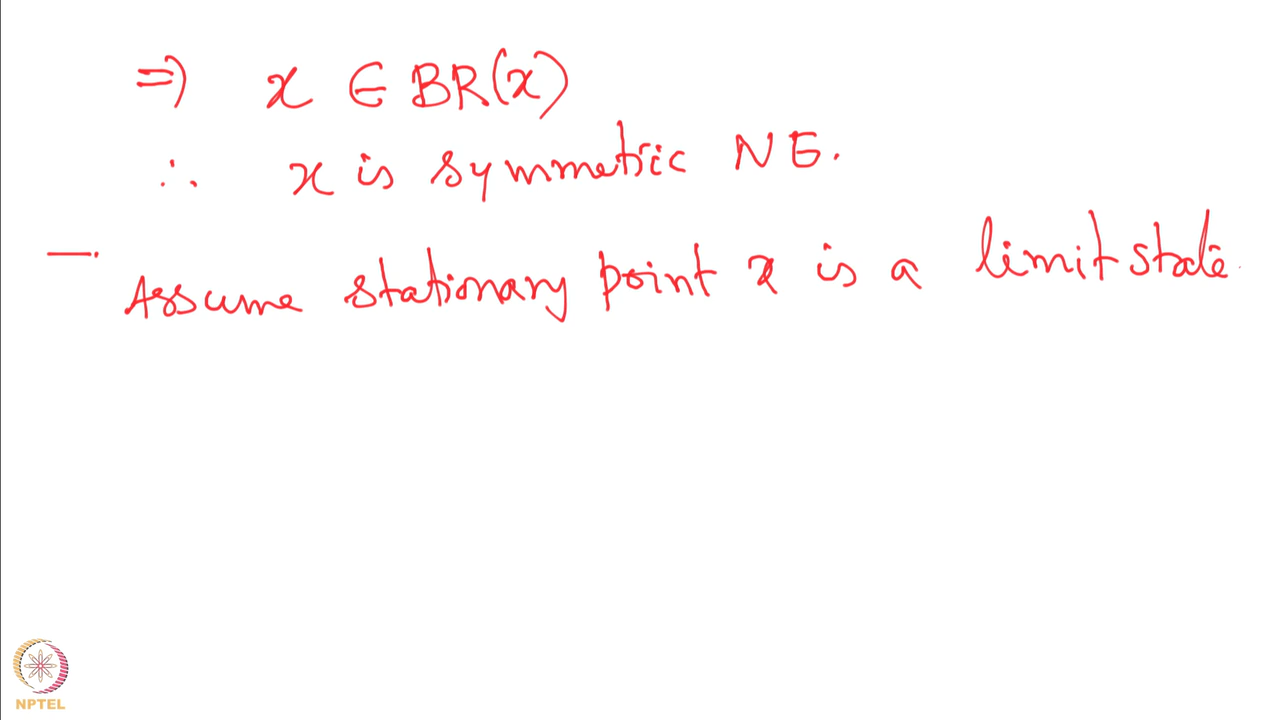 ⇒ x ∈ BR(x)
∴ x is symmetric NE.
— Assume stationary point x is a limit state.
NPTEL